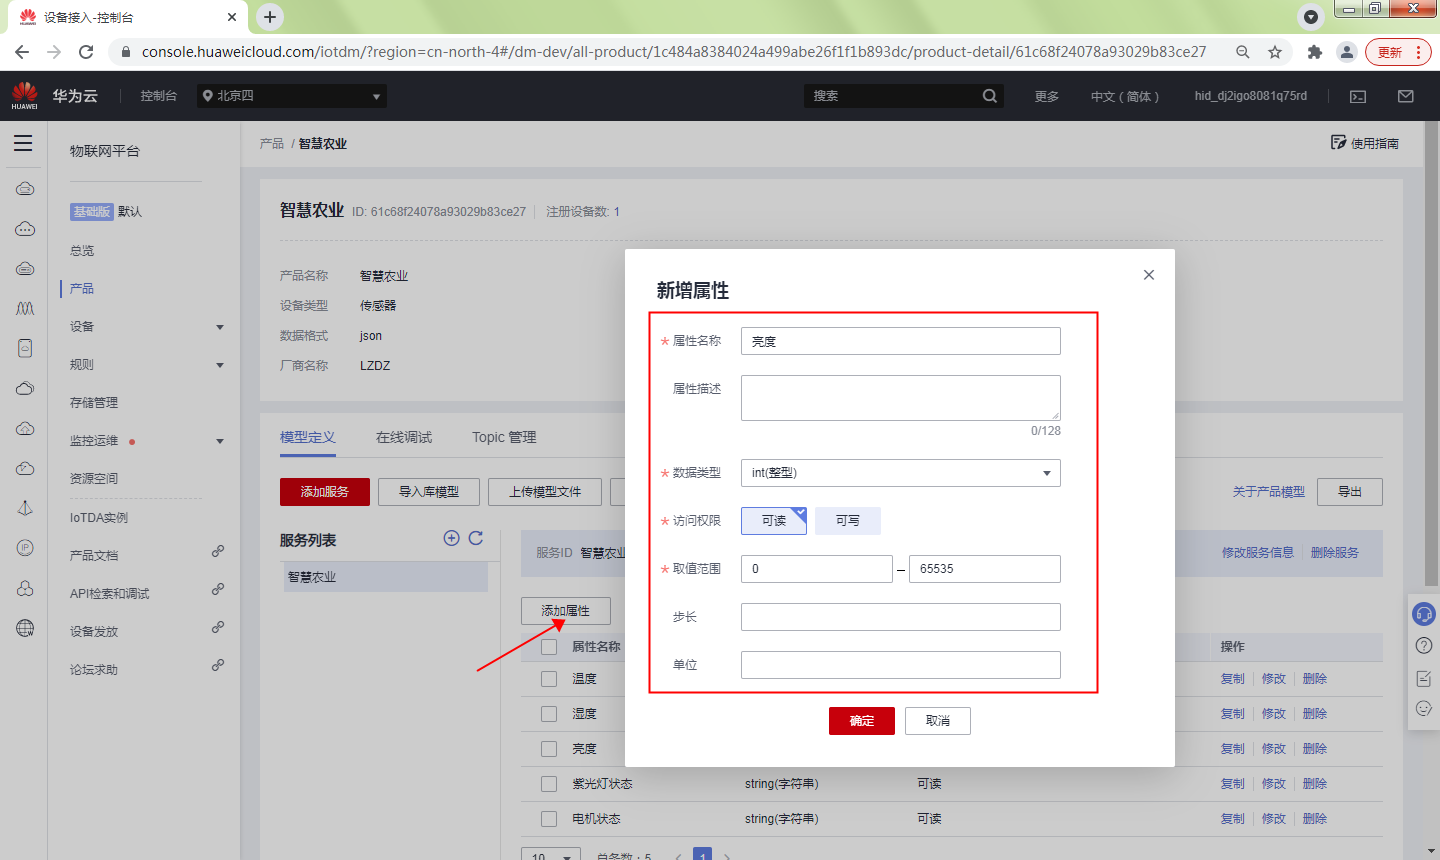 设备接入-控制台
console.huaweicloud.com/iotdm/?region=cn-north-4#/dm-dev/all-product/1c484a8384024a499abe26f1f1b893dc/product-detail/61c68f24078a93029b83ce27
更新
HUAWEI
华为云
控制台
北京四
搜索
更多
中文（简体）
hid_dj2igo8081q75rd
物联网平台
基础版 默认
总览
产品
设备
规则
存储管理
监控运维
资源空间
IoTDA实例
产品文档
API检索和调试
设备发放
论坛求助
产品 / 智慧农业
使用指南
智慧农业 ID: 61c68f24078a93029b83ce27 注册设备数: 1
产品名称 智慧农业
设备类型 传感器
数据格式 json
厂商名称 LZDZ
模型定义 在线调试 Topic 管理
添加服务 导入库模型 上传模型文件
关于产品模型 导出
服务列表
智慧农业
服务ID 智慧农业
修改服务信息 删除服务
添加属性
属性名称
操作
温度
复制 修改 删除
湿度
复制 修改 删除
亮度
复制 修改 删除
紫光灯状态 string(字符串) 可读 复制 修改 删除
电机状态 string(字符串) 可读 复制 修改 删除
10 总条数：5 1
新增属性
* 属性名称 亮度
属性描述
0/128
* 数据类型 int(整型)
* 访问权限 可读 可写
* 取值范围 0 – 65535
步长
单位
确定 取消
IP